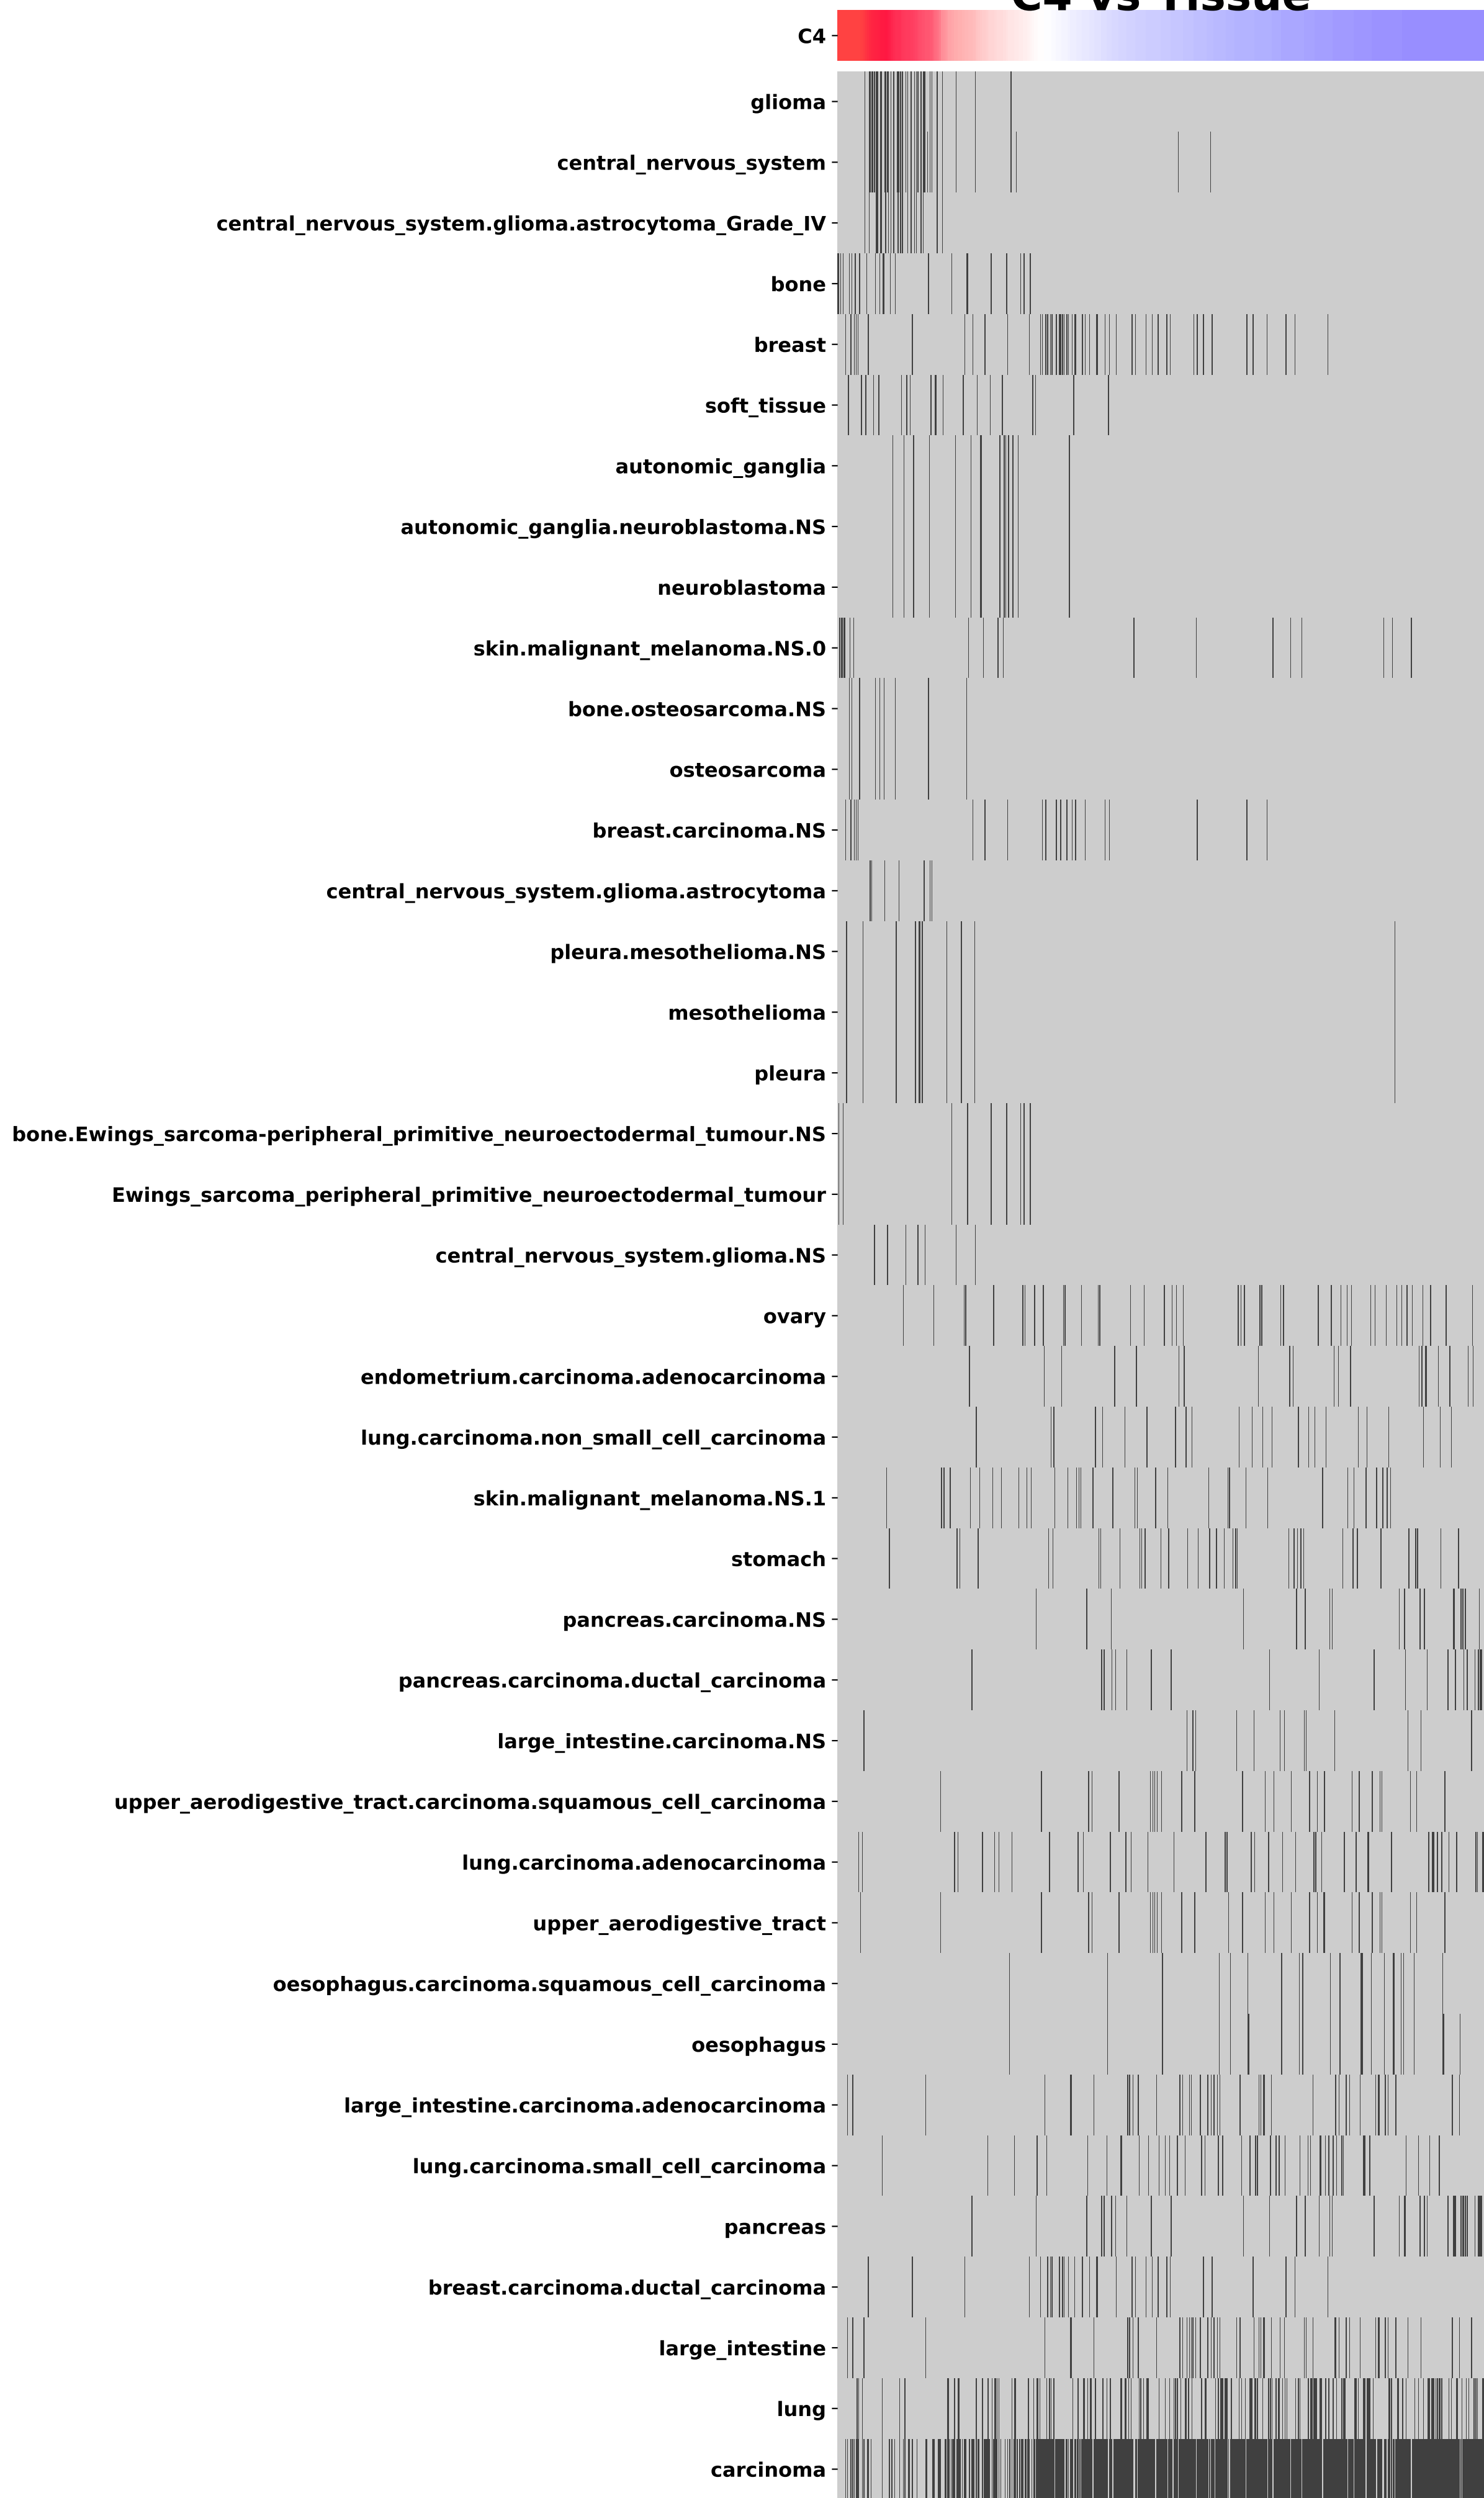 C4 vs Tissue
C4
glioma
central_nervous_system
central_nervous_system.glioma.astrocytoma_Grade_IV
bone
breast
soft_tissue
autonomic_ganglia
autonomic_ganglia.neuroblastoma.NS
neuroblastoma
skin.malignant_melanoma.NS.0
bone.osteosarcoma.NS
osteosarcoma
breast.carcinoma.NS
central_nervous_system.glioma.astrocytoma
pleura.mesothelioma.NS
mesothelioma
pleura
bone.Ewings_sarcoma-peripheral_primitive_neuroectodermal_tumour.NS
Ewings_sarcoma_peripheral_primitive_neuroectodermal_tumour
central_nervous_system.glioma.NS
ovary
endometrium.carcinoma.adenocarcinoma
lung.carcinoma.non_small_cell_carcinoma
skin.malignant_melanoma.NS.1
stomach
pancreas.carcinoma.NS
pancreas.carcinoma.ductal_carcinoma
large_intestine.carcinoma.NS
upper_aerodigestive_tract.carcinoma.squamous_cell_carcinoma
lung.carcinoma.adenocarcinoma
upper_aerodigestive_tract
oesophagus.carcinoma.squamous_cell_carcinoma
oesophagus
large_intestine.carcinoma.adenocarcinoma
lung.carcinoma.small_cell_carcinoma
pancreas
breast.carcinoma.ductal_carcinoma
large_intestine
lung
carcinoma